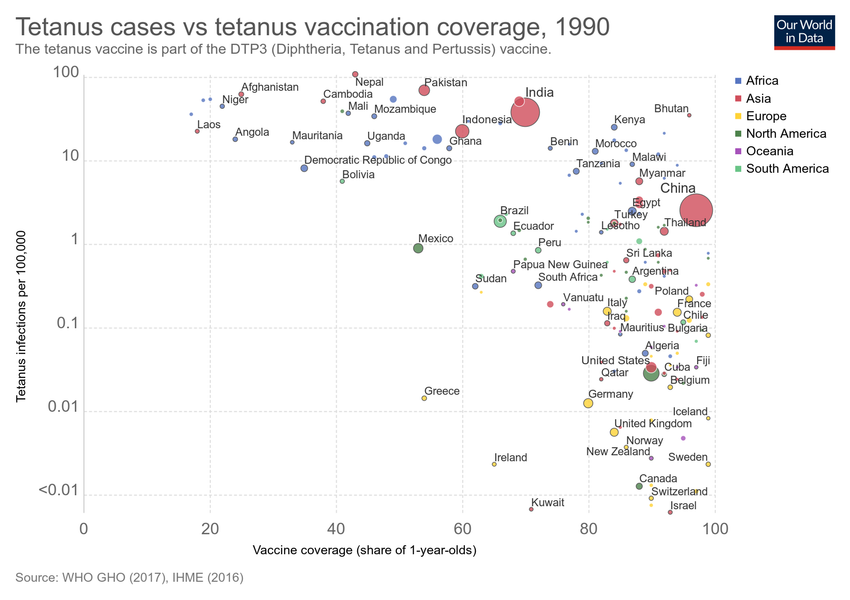 Tetanus cases vs tetanus vaccination coverage, 1990
The tetanus vaccine is part of the DTP3 (Diphtheria, Tetanus and Pertussis) vaccine.
Our World
in Data
Africa
Asia
Europe
North America
Oceania
South America
Tetanus infections per 100,000
100
10
1
0.1
0.01
<0.01
Nepal
Pakistan
Afghanistan
Cambodia
India
Niger
Mali
Mozambique
Bhutan
Laos
Indonesia
Kenya
Angola
Mauritania
Uganda
Ghana
Benin
Morocco
Democratic Republic of Congo
Tanzania
Malawi
Bolivia
Myanmar
China
Egypt
Brazil
Turkey
Ecuador
Lesotho
Thailand
Mexico
Peru
Sri Lanka
Papua New Guinea
Sudan
South Africa
Argentina
Vanuatu
Poland
Italy
France
Iraq
Chile
Mauritius
Bulgaria
Algeria
United States
Cuba
Fiji
Qatar
Belgium
Greece
Germany
Iceland
United Kingdom
Norway
New Zealand
Ireland
Sweden
Canada
Switzerland
Kuwait
Israel
0
20
40
60
80
100
Vaccine coverage (share of 1-year-olds)
Source: WHO GHO (2017), IHME (2016)